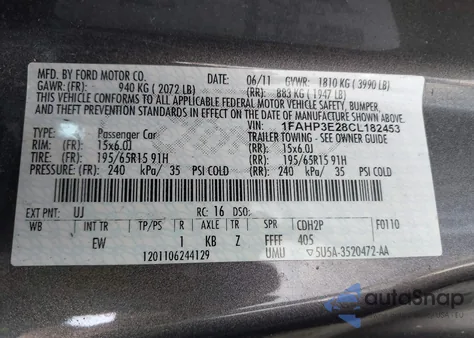 MFD. BY FORD MOTOR CO. DATE: 06/11 GVWR: 1810 KG ( 3990 LB)
GAWR: (FR): 940 KG ( 2072 LB) (RR): 883 KG ( 1947 LB)
THIS VEHICLE CONFORMS TO ALL APPLICABLE FEDERAL MOTOR VEHICLE SAFETY, BUMPER,
AND THEFT PREVENTION STANDARDS IN EFFECT ON THE DATE OF MANUFACTURE SHOWN ABOVE.
VIN: 1FAHP3E28CL182453
TYPE: Passenger Car TRAILER TOWING - SEE OWNER GUIDE
RIM: (FR): 15x6.0J (RR): 15x6.0J
TIRE: (FR): 195/65R15 91H (RR): 195/65R15 91H
PRESSURE: (FR): 240 kPa/ 35 PSI COLD (RR): 240 kPa/ 35 PSI COLD
EXT PNT: UJ RC: 16 DSO: F0110
WB INT TR TP/PS R AXLE TR SPR CDH2P
EW 1 KB Z FFFF 405
1201106244129 UMU 5U5A-3520472-AA
autoSnap